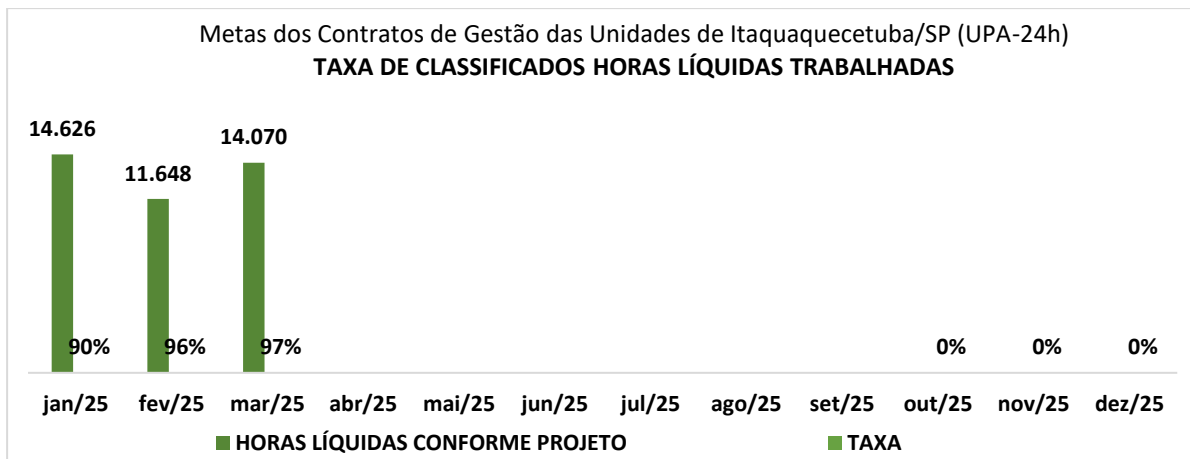 Metas dos Contratos de Gestão das Unidades de Itaquaquecetuba/SP (UPA-24h)
TAXA DE CLASSIFICADOS HORAS LÍQUIDAS TRABALHADAS
14.626
11.648
14.070
90%
96%
97%
0%
0%
0%
jan/25
fev/25
mar/25
abr/25
mai/25
jun/25
jul/25
ago/25
set/25
out/25
nov/25
dez/25
HORAS LÍQUIDAS CONFORME PROJETO
TAXA